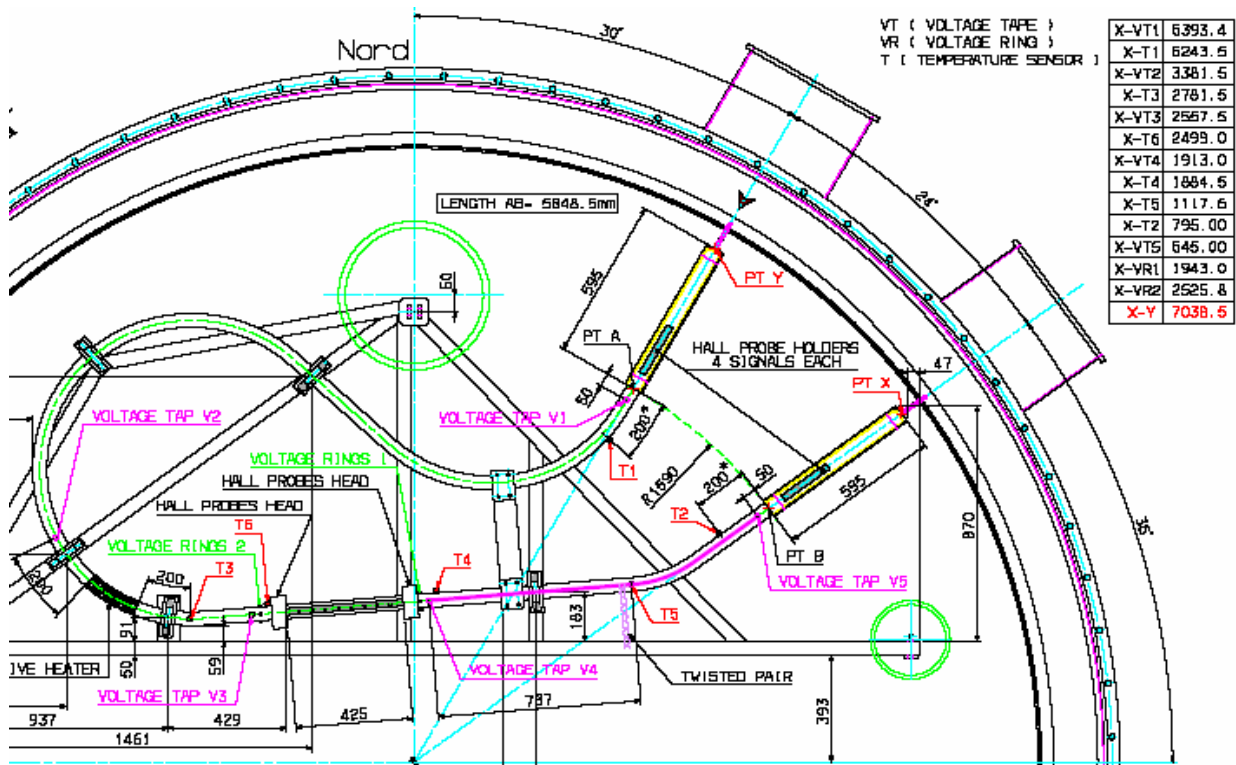 VT ( VOLTAGE TAPE )
VR ( VOLTAGE RING )
T ( TEMPERATURE SENSOR )
X-VT1 6393.4
X-T1 6243.5
X-VT2 3381.5
X-T3 2781.5
X-VT3 2557.5
X-T6 2499.0
X-VT4 1913.0
X-T4 1884.5
X-T5 1117.6
X-T2 795.00
X-VT5 645.00
X-VR1 1943.0
X-VR2 2525.8
X-Y 7038.5
30°
Nord
24°
LENGTH AB= 5848.5mm
60
595
PT Y
PT A
HALL PROBE HOLDERS
4 SIGNALS EACH
47
PT X
50
VOLTAGE TAP V1
200*
VOLTAGE TAP V2
T1
VOLTAGE RINGS 1
R1590
200*
50
595
HALL PROBES HEAD
HALL PROBES HEAD
T6
T2
870
36°
VOLTAGE RINGS 2
PT B
200
200
T3
T4
VOLTAGE TAP V5
T5
91
183
50
59
IVE HEATER
VOLTAGE TAP V4
TWISTED PAIR
VOLTAGE TAP V3
737
393
937
429
425
1461